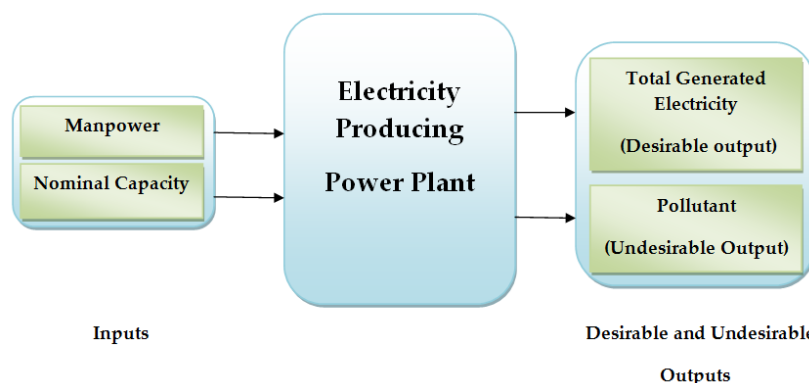 Manpower
Nominal Capacity
Electricity
Producing
Power Plant
Total Generated
Electricity
(Desirable output)
Pollutant
(Undesirable Output)
Inputs
Desirable and Undesirable
Outputs